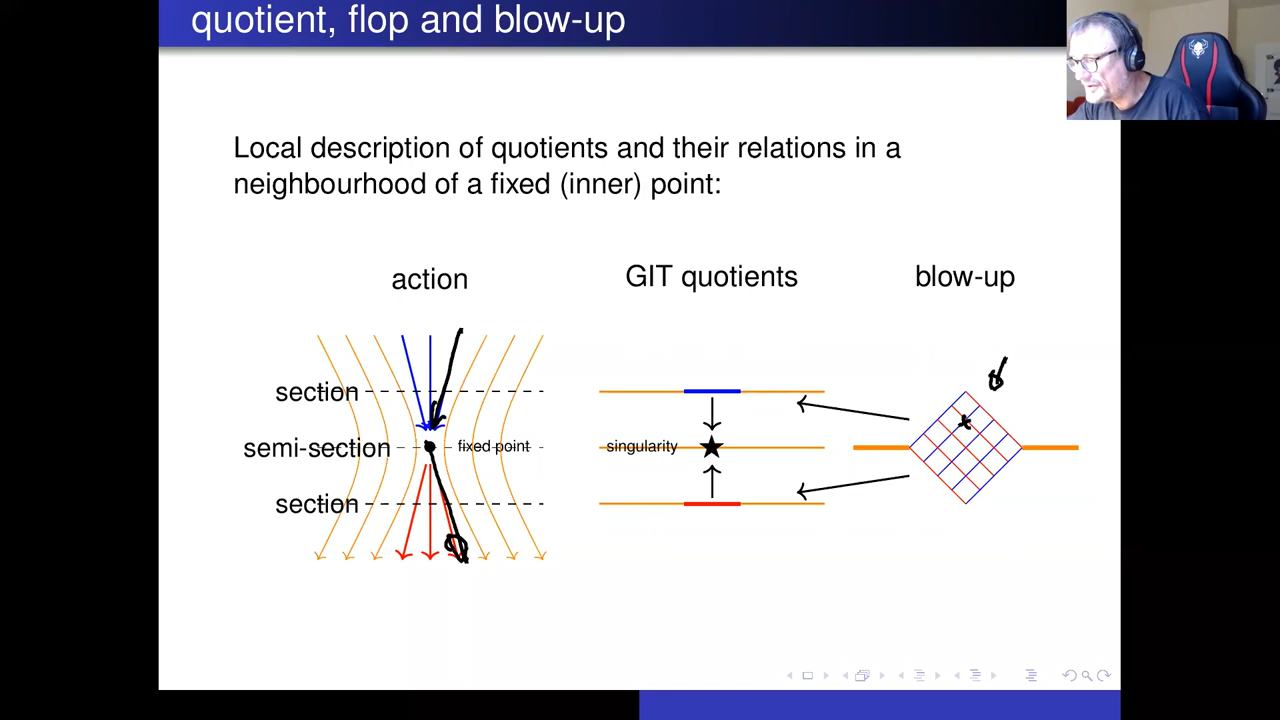 quotient, flop and blow-up
Local description of quotients and their relations in a
neighbourhood of a fixed (inner) point:
action
GIT quotients
blow-up
section
semi-section
fixed point
section
singularity